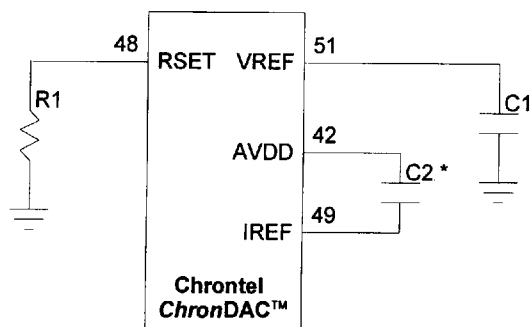 48
51
RSET
VREF
R1
C1
42
AVDD
C2 *
49
IREF
Chrontel
ChronDAC™